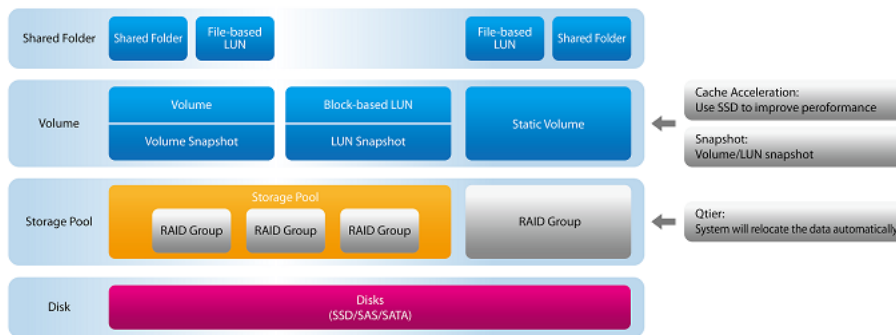 Shared Folder
Shared Folder
File-based
LUN
File-based
LUN
Shared Folder
Volume
Volume
Volume Snapshot
Block-based LUN
LUN Snapshot
Static Volume
Cache Acceleration:
Use SSD to improve peroformance
Snapshot:
Volume/LUN snapshot
Storage Pool
Storage Pool
RAID Group
RAID Group
RAID Group
RAID Group
Qtier:
System will relocate the data automatically
Disk
Disks
(SSD/SAS/SATA)